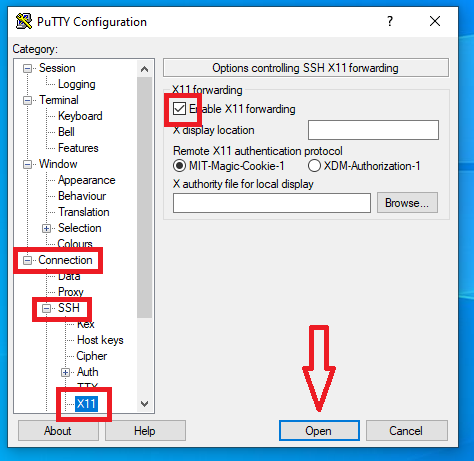 PuTTY Configuration
?
Category:
Session
Logging
Terminal
Keyboard
Bell
Features
Window
Appearance
Behaviour
Translation
Selection
Colours
Connection
Data
Proxy
SSH
Kex
Host keys
Cipher
Auth
TTY
X11
Options controlling SSH X11 forwarding
X11 forwarding
Enable X11 forwarding
X display location
Remote X11 authentication protocol
MIT-Magic-Cookie-1 XDM-Authorization-1
X authority file for local display
Browse...
About Help Open Cancel